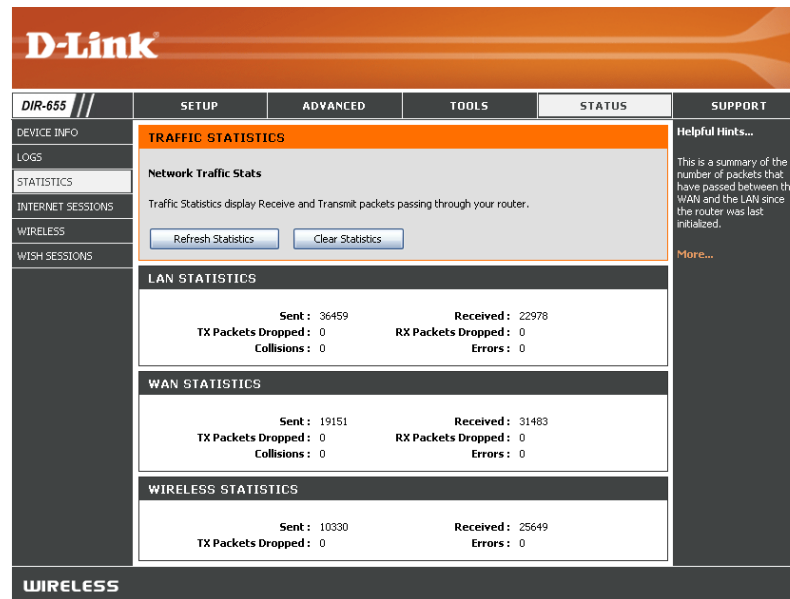 D-Link
DIR-655 //
SETUP
ADVANCED
TOOLS
STATUS
SUPPORT
DEVICE INFO
LOGS
STATISTICS
INTERNET SESSIONS
WIRELESS
WISH SESSIONS
TRAFFIC STATISTICS
Network Traffic Stats
Traffic Statistics display Receive and Transmit packets passing through your router.
Refresh Statistics
Clear Statistics
LAN STATISTICS
Sent : 36459 Received : 22978
TX Packets Dropped : 0 RX Packets Dropped : 0
Collisions : 0 Errors : 0
WAN STATISTICS
Sent : 19151 Received : 31483
TX Packets Dropped : 0 RX Packets Dropped : 0
Collisions : 0 Errors : 0
WIRELESS STATISTICS
Sent : 10330 Received : 25649
TX Packets Dropped : 0 Errors : 0
Helpful Hints...
This is a summary of the
number of packets that
have passed between th
WAN and the LAN since
the router was last
initialized.
More...
WIRELESS